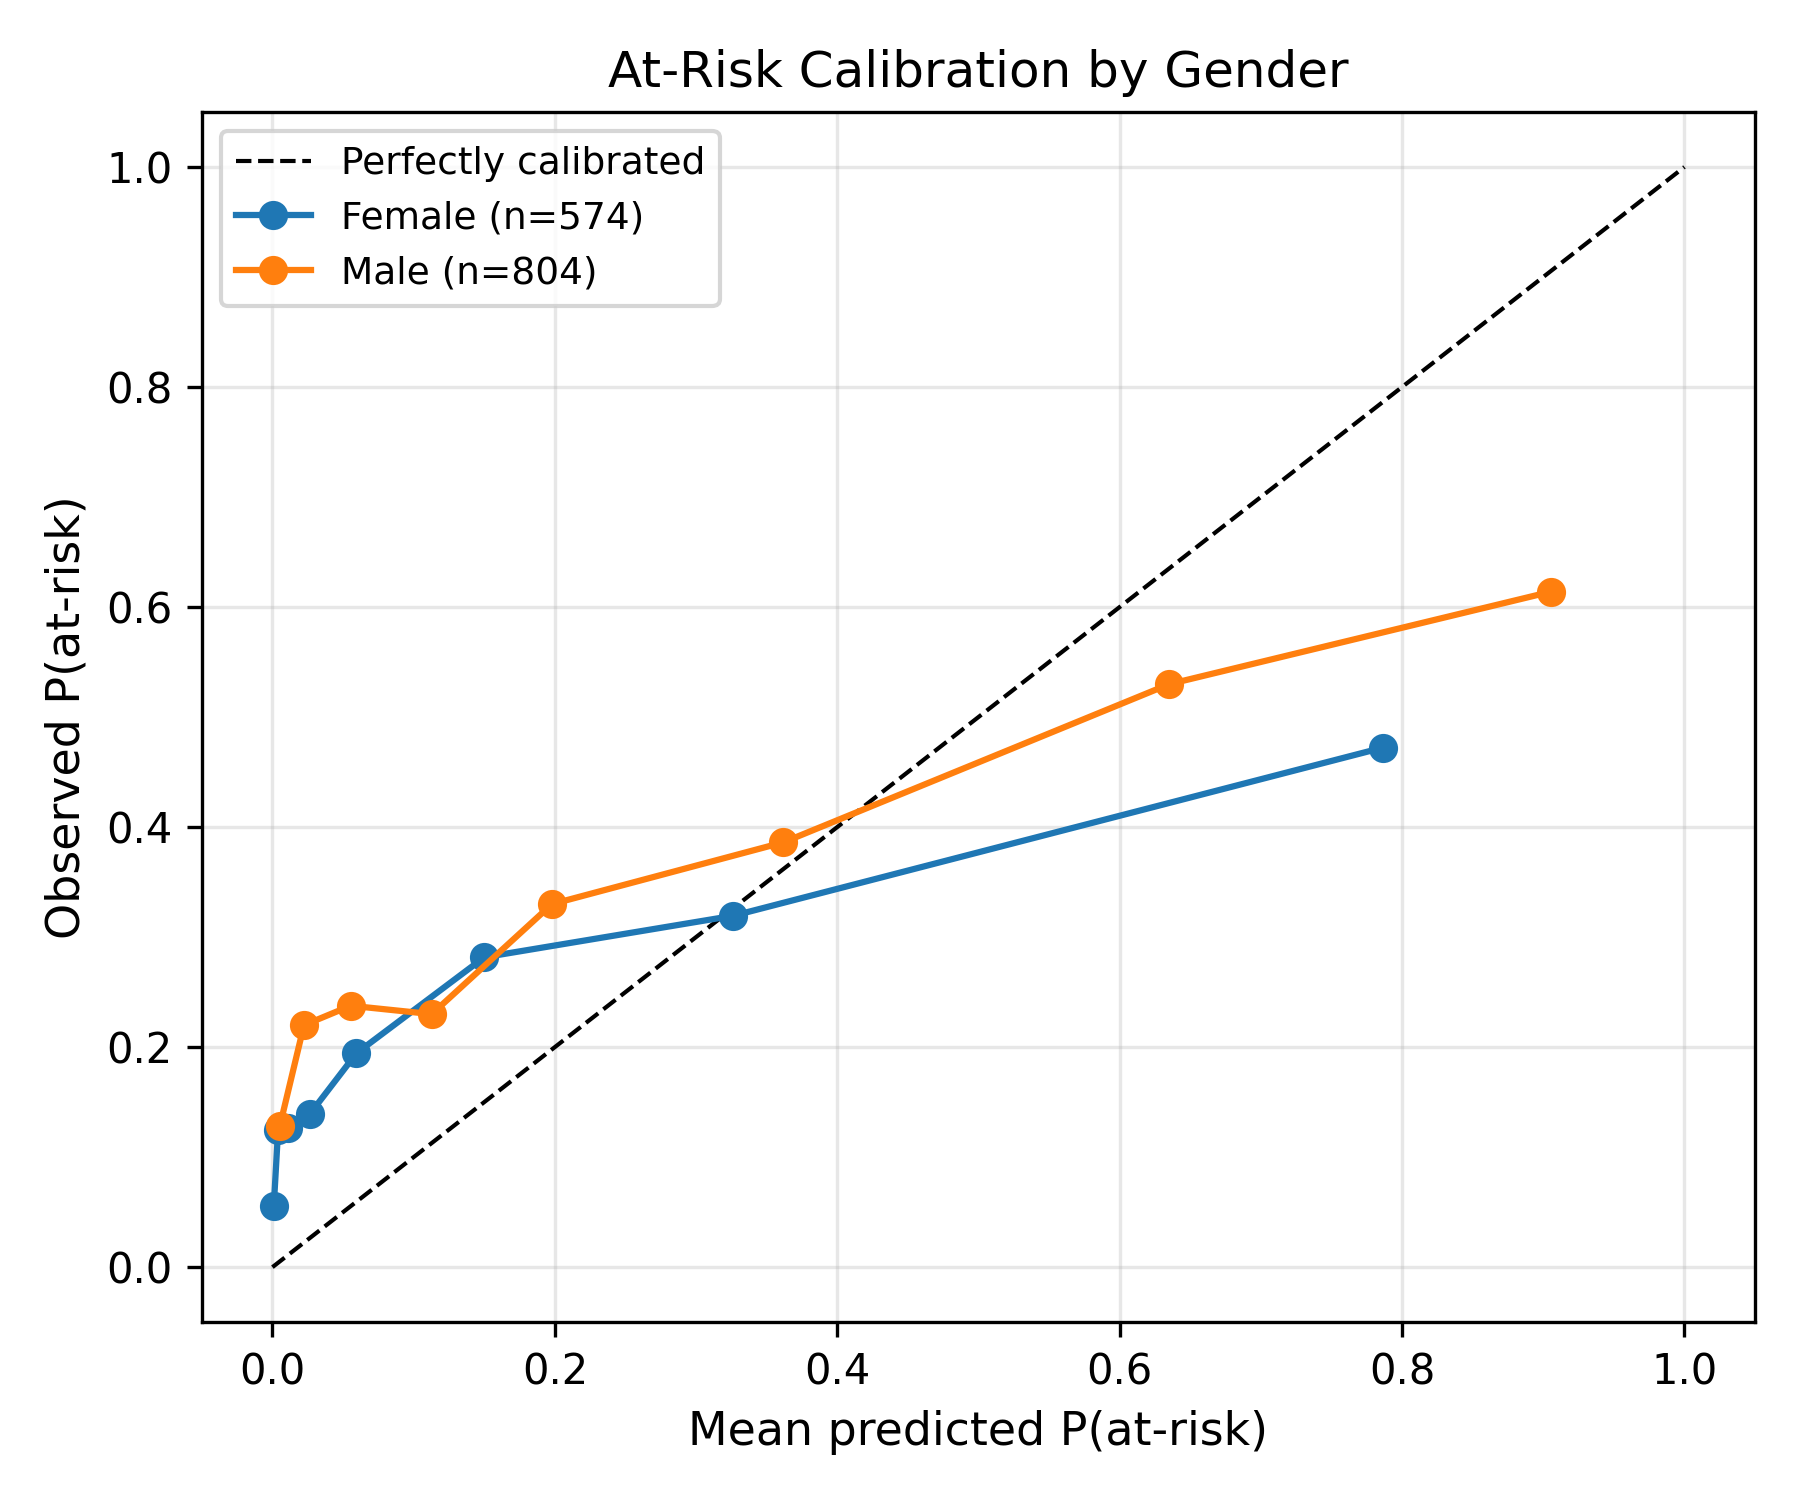 At-Risk Calibration by Gender
Perfectly calibrated
Female (n=574)
Male (n=804)
1.0
0.8
0.6
0.4
0.2
0.0
Observed P(at-risk)
0.0 0.2 0.4 0.6 0.8 1.0
Mean predicted P(at-risk)